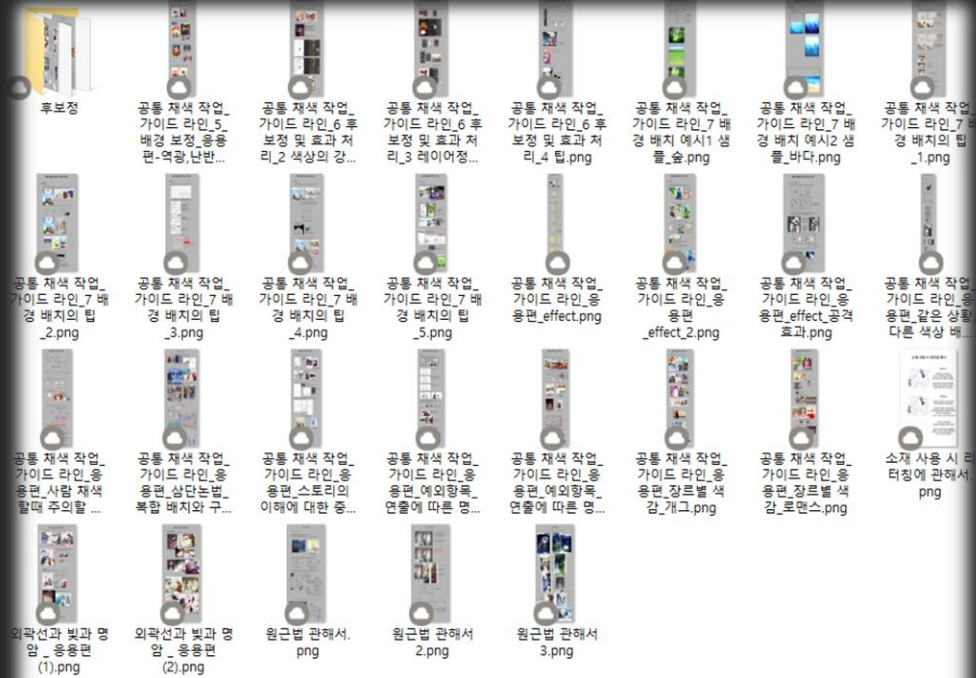 후보정
공통 채색 작업_
가이드 라인_5_
배경 보정_응용
편-역광,난반...
공통 채색 작업_
가이드 라인_6 후
보정 및 효과 처
리_2 색상의 강...
공통 채색 작업_
가이드 라인_6 후
보정 및 효과 처
리_3 레이어정...
공통 채색 작업_
가이드 라인_6 후
보정 및 효과 처
리_4 팁.png
공통 채색 작업_
가이드 라인_7 배
경 배치 예시1 샘
플_숲.png
공통 채색 작업_
가이드 라인_7 배
경 배치 예시2 샘
플_바다.png
공통 채색 작업_
가이드 라인_7 배
경 배치의 팁
_1.png
공통 채색 작업_
가이드 라인_7 배
경 배치의 팁
_2.png
공통 채색 작업_
가이드 라인_7 배
경 배치의 팁
_3.png
공통 채색 작업_
가이드 라인_7 배
경 배치의 팁
_4.png
공통 채색 작업_
가이드 라인_7 배
경 배치의 팁
_5.png
공통 채색 작업_
가이드 라인_응
용편_effect.png
공통 채색 작업_
가이드 라인_응
용편
_effect_2.png
공통 채색 작업_
가이드 라인_응
용편_effect_공격
효과.png
공통 채색 작업_
가이드 라인_응
용편_같은 상황,
다른 색상 배...
공통 채색 작업_
가이드 라인_응
용편_사람 채색
할때 주의할 ...
공통 채색 작업_
가이드 라인_응
용편_삼단논법_
복합 배치와 구...
공통 채색 작업_
가이드 라인_응
용편_스토리의
이해에 대한 중...
공통 채색 작업_
가이드 라인_응
용편_예외항목_
연출에 따른 명...
공통 채색 작업_
가이드 라인_응
용편_예외항목_
연출에 따른 명...
공통 채색 작업_
가이드 라인_응
용편_장르별 색
감_개그.png
공통 채색 작업_
가이드 라인_응
용편_장르별 색
감_로맨스.png
소재 사용 시 리
터칭에 관해서.
png
외곽선과 빛과 명
암 _ 응용편
(1).png
외곽선과 빛과 명
암 _ 응용편
(2).png
원근법 관해서.
png
원근법 관해서
2.png
원근법 관해서
3.png